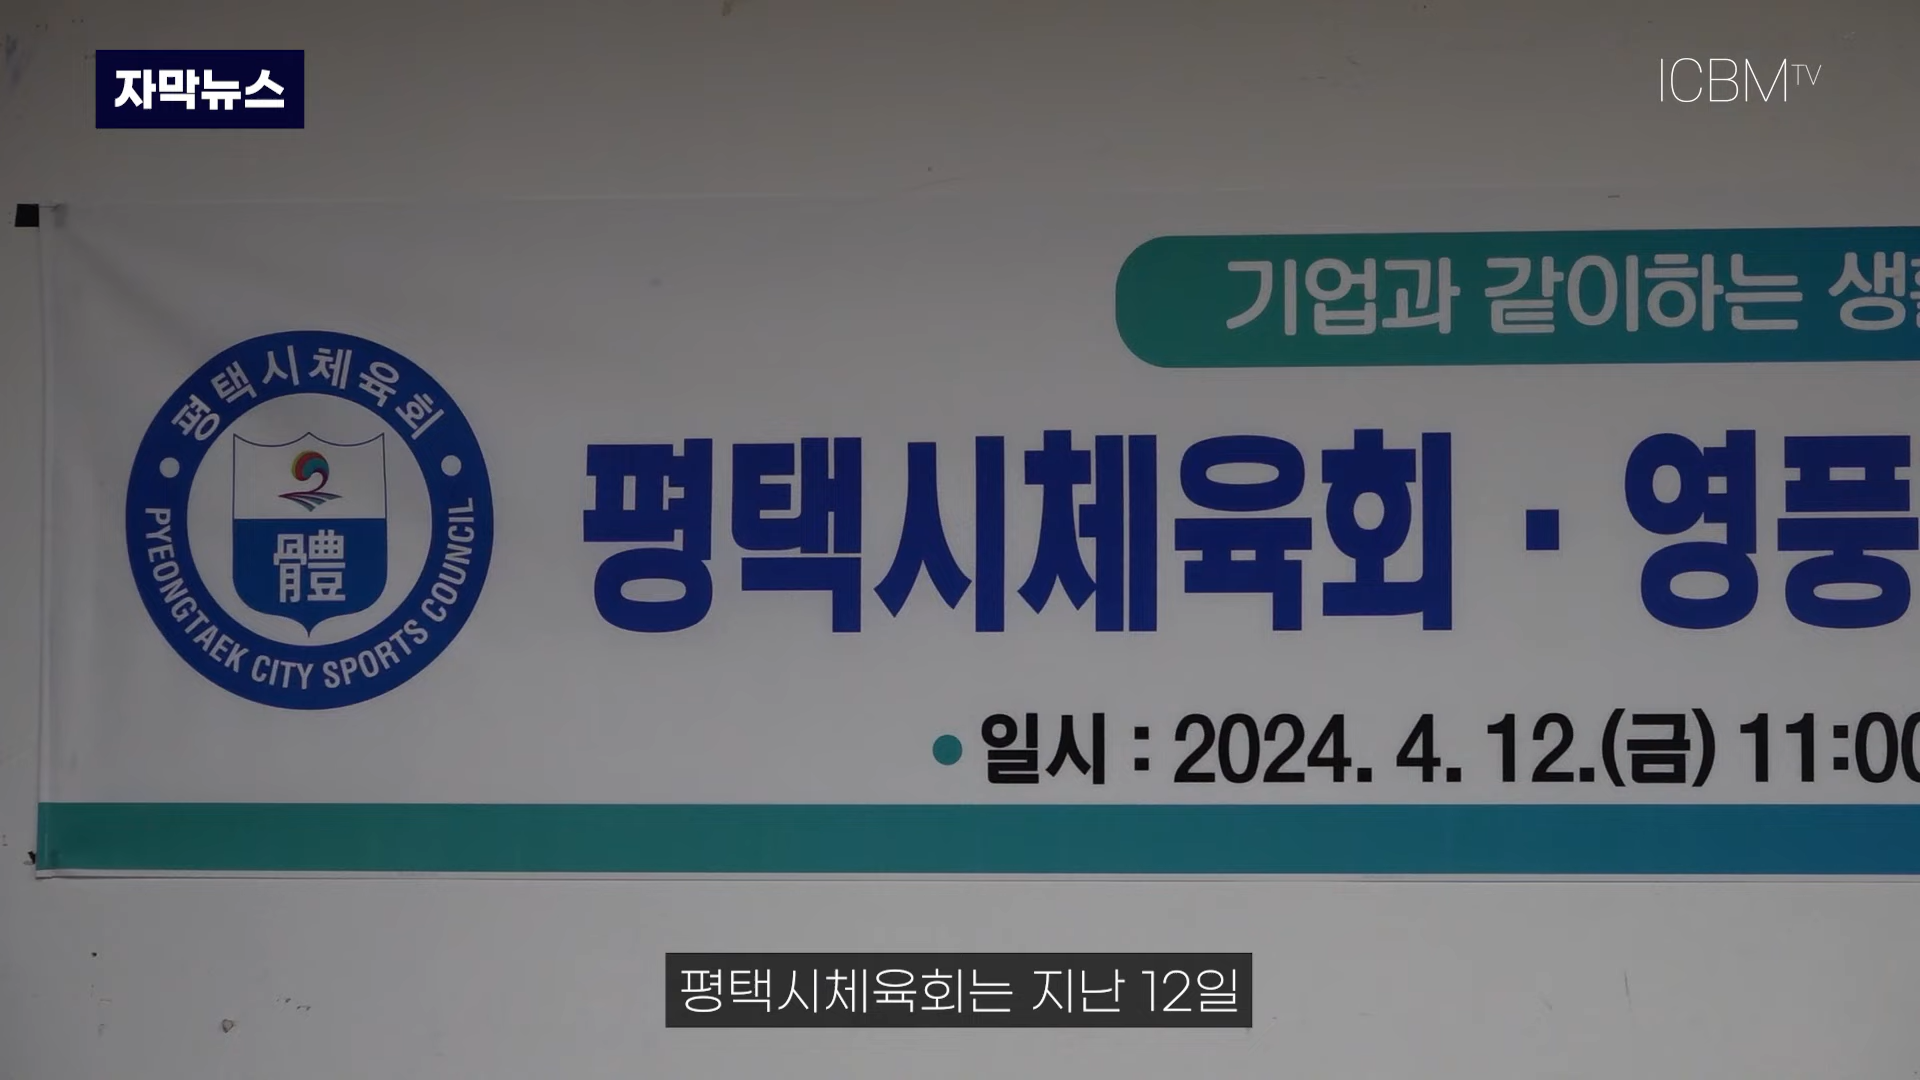 자막뉴스
ICBM TV
기업과 같이하는
평택시체육회
體
PYEONGTAEK CITY SPORTS COUNCIL
평택시체육회 · 영풍
• 일시 : 2024. 4. 12.(금) 11:00
평택시체육회는 지난 12일